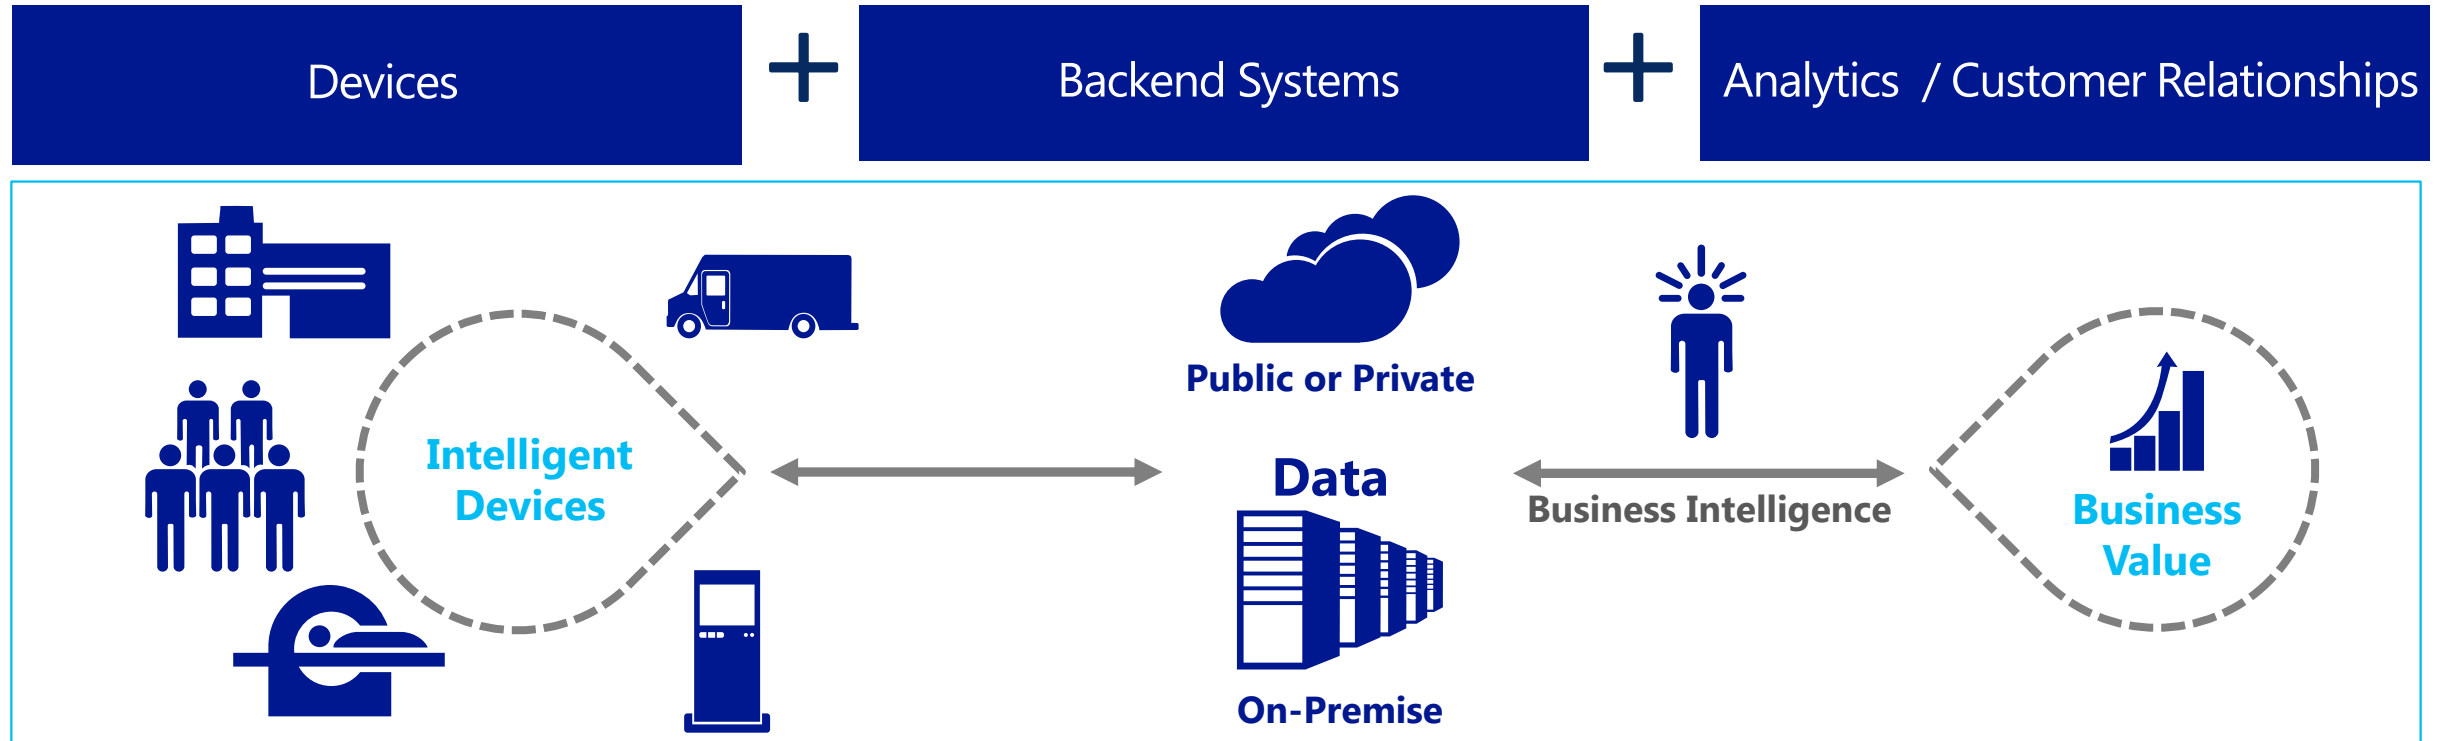 Devices
+
Backend Systems
+
Analytics / Customer Relationships
Intelligent
Devices
Public or Private
Data
On-Premise
Business Intelligence
Business
Value